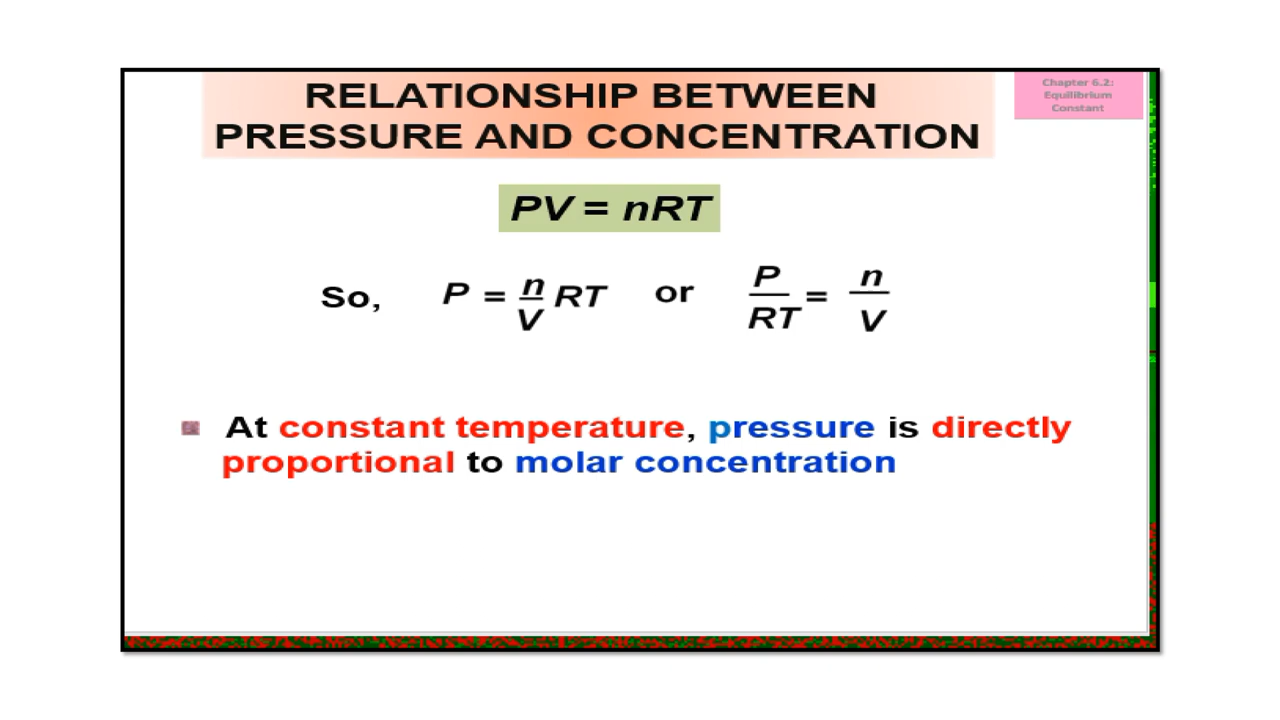 RELATIONSHIP BETWEEN
PRESSURE AND CONCENTRATION
Chapter 6.2:
Equilibrium
Constant
PV = nRT
So, P = n/V RT or P/RT = n/V
At constant temperature, pressure is directly
proportional to molar concentration